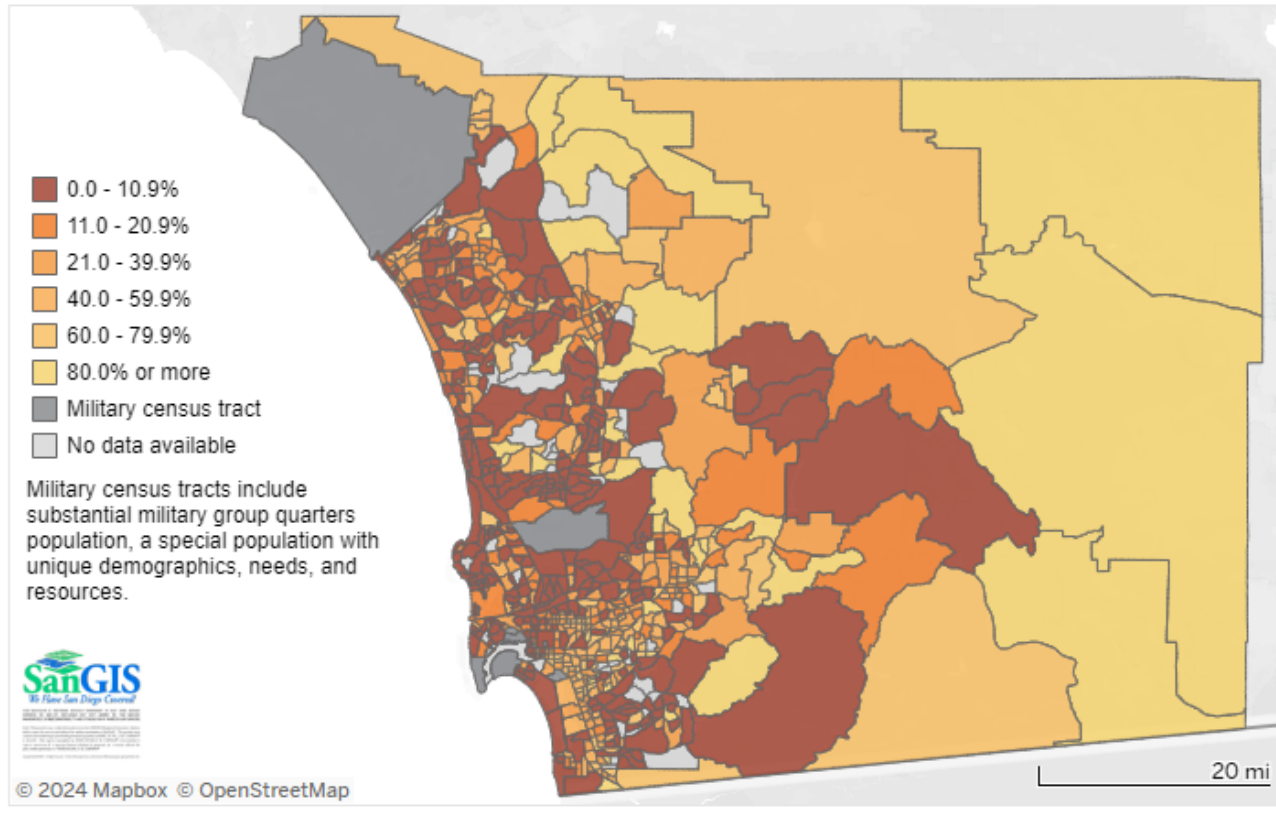 0.0 - 10.9%
11.0 - 20.9%
21.0 - 39.9%
40.0 - 59.9%
60.0 - 79.9%
80.0% or more
Military census tract
No data available
Military census tracts include
substantial military group quarters
population, a special population with
unique demographics, needs, and
resources.
SanGIS
We Have San Diego Covered!
© 2024 Mapbox © OpenStreetMap
20 mi